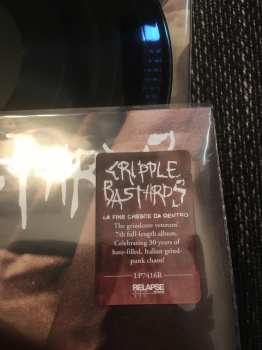 CRIPPLE
BASTARDS
LA FINE CRESCE DA DENTRO
The grindcore veterans'
7th full-length album.
Celebrating 30 years of
hate-filled, Italian grind-
punk chaos!
LP7416R
RELAPSE